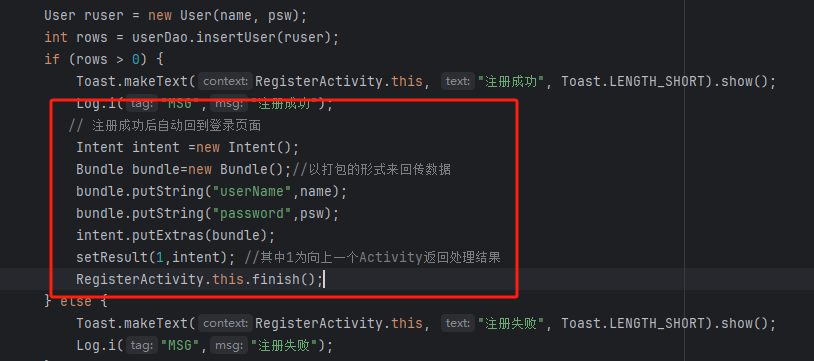 User ruser = new User(name, psw);
int rows = userDao.insertUser(ruser);
if (rows > 0) {
Toast.makeText( context: RegisterActivity.this, text: "注册成功", Toast.LENGTH_SHORT).show();
Log.i( tag: "MSG", msg: "注册成功");
// 注册成功后自动回到登录页面
Intent intent =new Intent();
Bundle bundle=new Bundle();//以打包的形式来回传数据
bundle.putString("userName",name);
bundle.putString("password",psw);
intent.putExtras(bundle);
setResult(1,intent); //其中1为向上一个Activity返回处理结果
RegisterActivity.this.finish();
} else {
Toast.makeText( context: RegisterActivity.this, text: "注册失败", Toast.LENGTH_SHORT).show();
Log.i( tag: "MSG", msg: "注册失败");